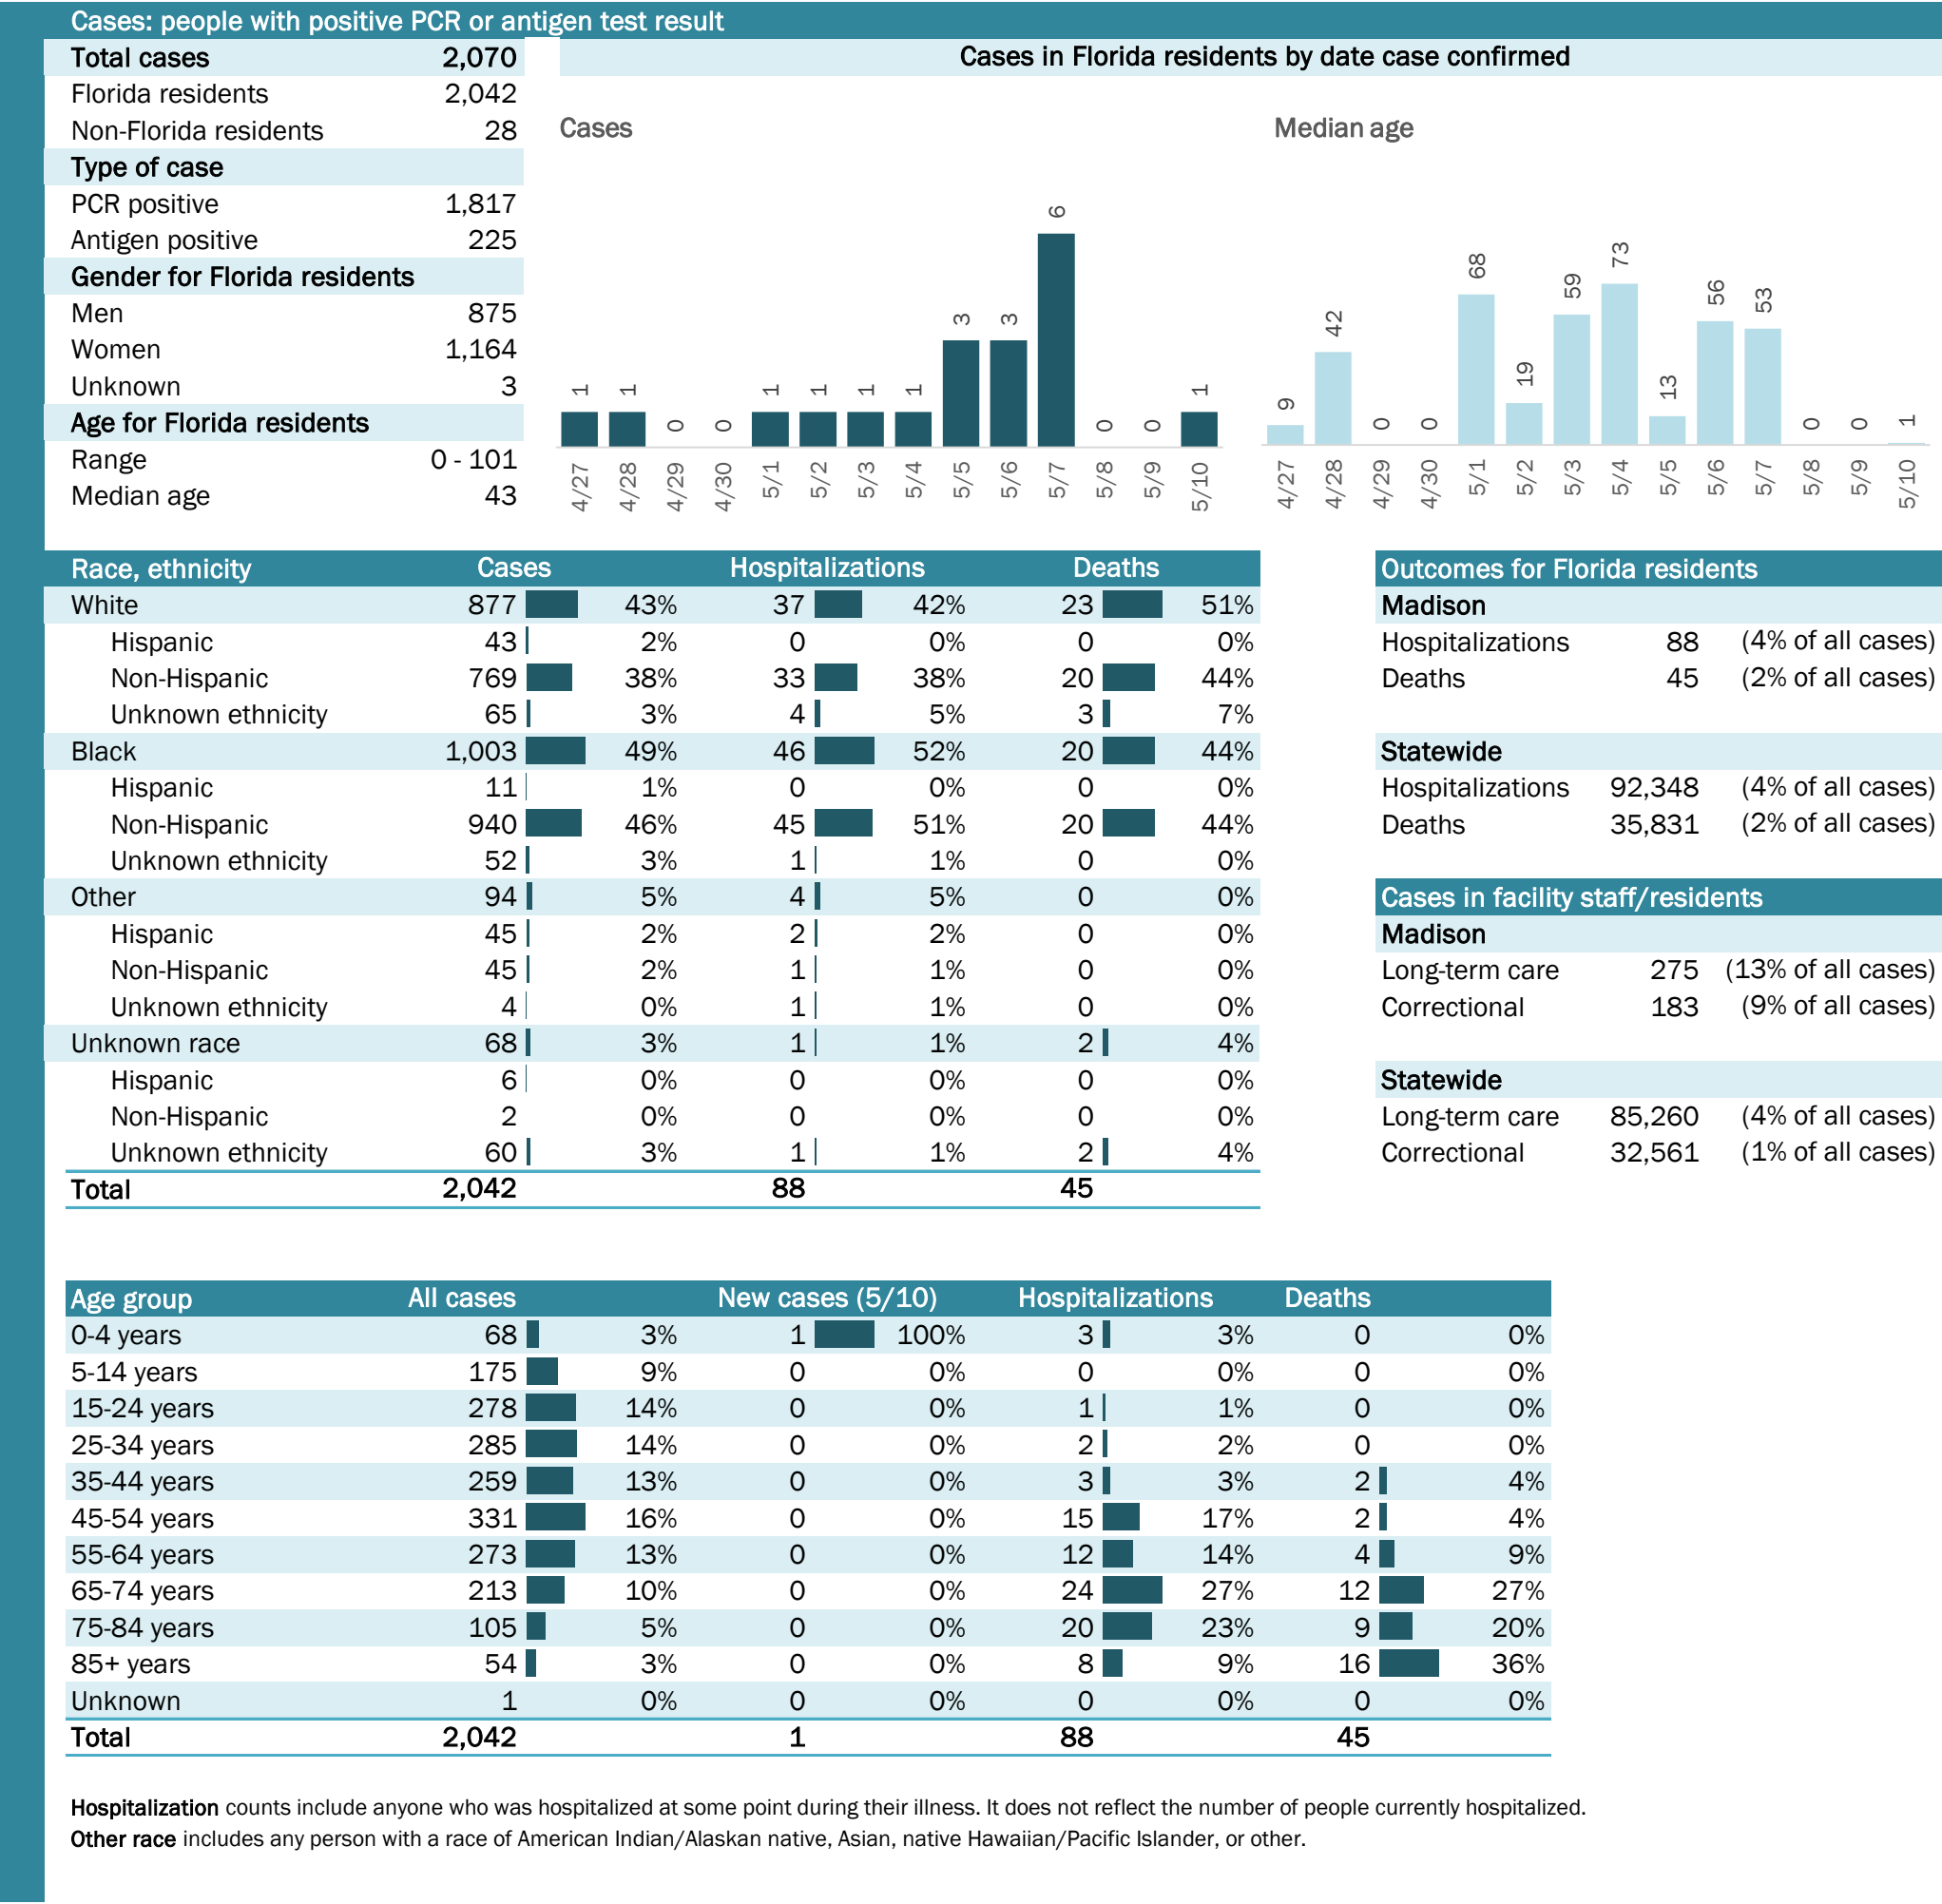 Cases: people with positive PCR or antigen test result
Total cases 2,070
Florida residents 2,042
Non-Florida residents 28
Type of case
PCR positive 1,817
Antigen positive 225
Gender for Florida residents
Men 875
Women 1,164
Unknown 3
Age for Florida residents
Range 0 - 101
Median age 43
Cases in Florida residents by date case confirmed
Cases
1 1 0 0 1 1 1 1 3 3 6 0 0 1
4/27 4/28 4/29 4/30 5/1 5/2 5/3 5/4 5/5 5/6 5/7 5/8 5/9 5/10
Median age
9 42 0 0 68 19 59 73 13 56 53 0 0 1
4/27 4/28 4/29 4/30 5/1 5/2 5/3 5/4 5/5 5/6 5/7 5/8 5/9 5/10
Race, ethnicity Cases Hospitalizations Deaths
White 877 43% 37 42% 23 51%
Hispanic 43 2% 0 0% 0 0%
Non-Hispanic 769 38% 33 38% 20 44%
Unknown ethnicity 65 3% 4 5% 3 7%
Black 1,003 49% 46 52% 20 44%
Hispanic 11 1% 0 0% 0 0%
Non-Hispanic 940 46% 45 51% 20 44%
Unknown ethnicity 52 3% 1 1% 0 0%
Other 94 5% 4 5% 0 0%
Hispanic 45 2% 2 2% 0 0%
Non-Hispanic 45 2% 1 1% 0 0%
Unknown ethnicity 4 0% 1 1% 0 0%
Unknown race 68 3% 1 1% 2 4%
Hispanic 6 0% 0 0% 0 0%
Non-Hispanic 2 0% 0 0% 0 0%
Unknown ethnicity 60 3% 1 1% 2 4%
Total 2,042 88 45
Outcomes for Florida residents
Madison
Hospitalizations 88 (4% of all cases)
Deaths 45 (2% of all cases)
Statewide
Hospitalizations 92,348 (4% of all cases)
Deaths 35,831 (2% of all cases)
Cases in facility staff/residents
Madison
Long-term care 275 (13% of all cases)
Correctional 183 (9% of all cases)
Statewide
Long-term care 85,260 (4% of all cases)
Correctional 32,561 (1% of all cases)
Age group All cases New cases (5/10) Hospitalizations Deaths
0-4 years 68 3% 1 100% 3 3% 0 0%
5-14 years 175 9% 0 0% 0 0% 0 0%
15-24 years 278 14% 0 0% 1 1% 0 0%
25-34 years 285 14% 0 0% 2 2% 0 0%
35-44 years 259 13% 0 0% 3 3% 2 4%
45-54 years 331 16% 0 0% 15 17% 2 4%
55-64 years 273 13% 0 0% 12 14% 4 9%
65-74 years 213 10% 0 0% 24 27% 12 27%
75-84 years 105 5% 0 0% 20 23% 9 20%
85+ years 54 3% 0 0% 8 9% 16 36%
Unknown 1 0% 0 0% 0 0% 0 0%
Total 2,042 1 88 45
Hospitalization counts include anyone who was hospitalized at some point during their illness. It does not reflect the number of people currently hospitalized.
Other race includes any person with a race of American Indian/Alaskan native, Asian, native Hawaiian/Pacific Islander, or other.